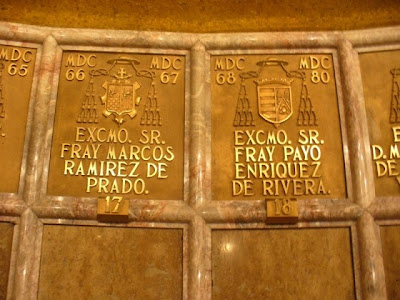 MDC
65
MDC MDC
66 67
EXCMO. SR.
FRAY MARCOS
RAMIREZ DE
PRADO.
17
MDC MDC
68 80
EXCMO. SR.
FRAY PAYO
ENRIQUEZ
DE RIVERA.
18